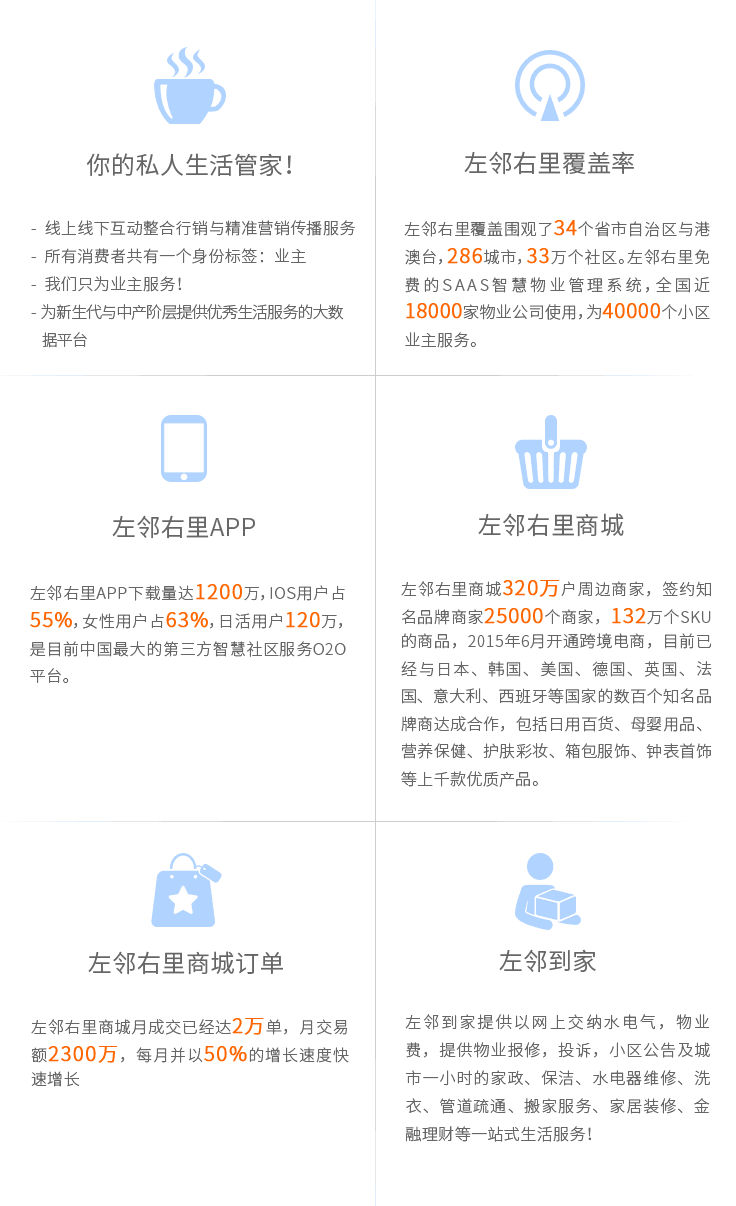 你的私人生活管家！
- 线上线下互动整合行销与精准营销传播服务
- 所有消费者共有一个身份标签：业主
- 我们只为业主服务！
- 为新生代与中产阶层提供优秀生活服务的大数
据平台
左邻右里覆盖率
左邻右里覆盖围观了34个省市自治区与港
澳台，286城市，33万个社区。左邻右里免
费的SAAS智慧物业管理系统，全国近
18000家物业公司使用，为40000个小区
业主服务。
左邻右里APP
左邻右里APP下载量达1200万，IOS用户占
55%，女性用户占63%，日活用户120万，
是目前中国最大的第三方智慧社区服务O2O
平台。
左邻右里商城
左邻右里商城320万户周边商家，签约知
名品牌商家25000个商家，132万个SKU
的商品，2015年6月开通跨境电商，目前已
经与日本、韩国、美国、德国、英国、法
国、意大利、西班牙等国家的数百个知名品
牌商达成合作，包括日用百货、母婴用品、
营养保健、护肤彩妆、箱包服饰、钟表首饰
等上千款优质产品。
左邻右里商城订单
左邻右里商城月成交已经达2万单，月交易
额2300万，每月并以50%的增长速度快
速增长
左邻到家
左邻到家提供以网上交纳水电气，物业
费，提供物业报修，投诉，小区公告及城
市一小时的家政、保洁、水电器维修、洗
衣、管道疏通、搬家服务、家居装修、金
融理财等一站式生活服务！